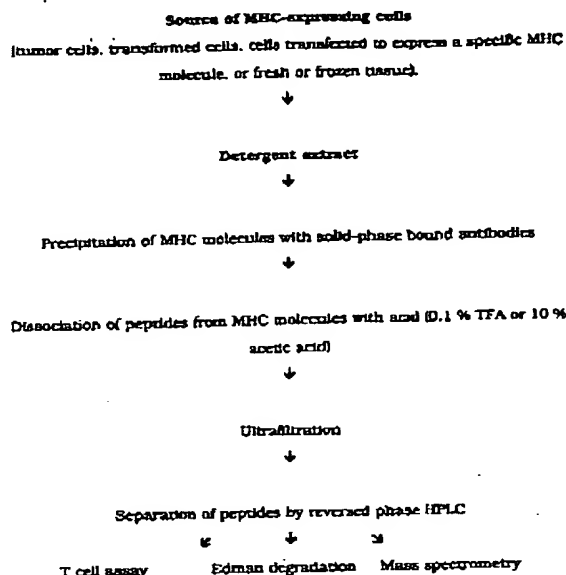 Source of MHC-expressing cells
(tumor cells, transformed cells, cells transfected to express a specific MHC
molecule, or fresh or frozen tissue).
↓
Detergent extract
↓
Precipitation of MHC molecules with solid-phase bound antibodies
↓
Dissociation of peptides from MHC molecules with acid (0.1 % TFA or 10 %
acetic acid)
↓
Ultrafiltration
↓
Separation of peptides by reversed phase HPLC
↙ ↓ ↘
T cell assay Edman degradation Mass spectrometry